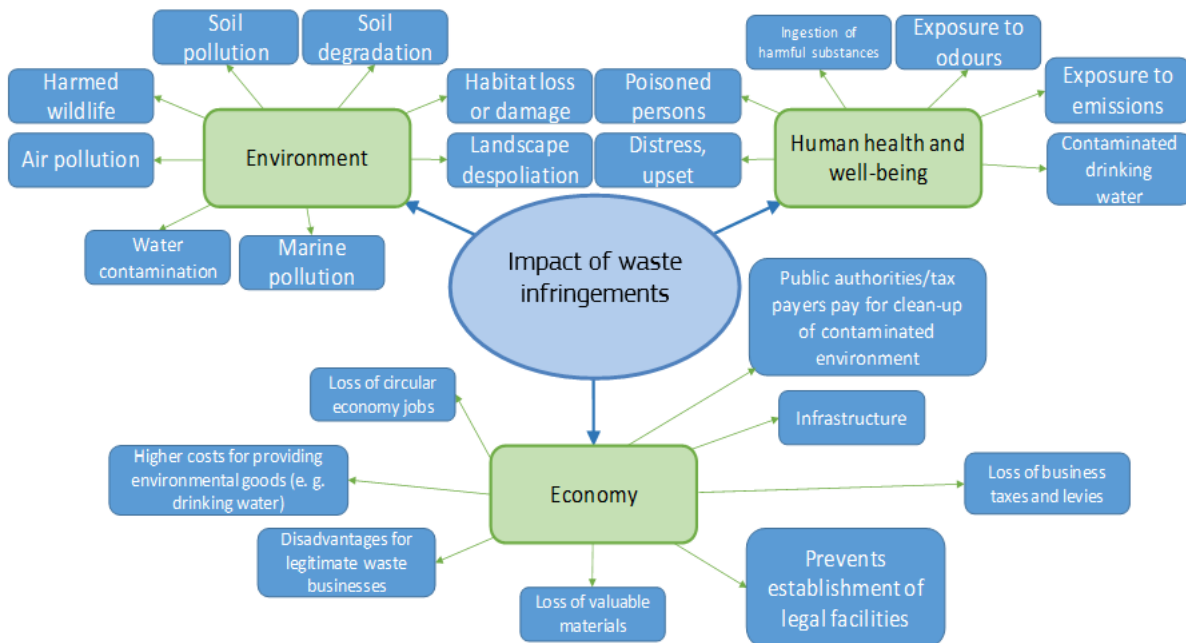 Soil
pollution
Soil
degradation
Harmed
wildlife
Habitat loss
or damage
Air pollution
Environment
Landscape
despoliation
Water
contamination
Marine
pollution
Ingestion of
harmful substances
Exposure to
odours
Poisoned
persons
Exposure to
emissions
Human health and
well-being
Distress,
upset
Contaminated
drinking
water
Impact of waste
infringements
Public authorities/tax
payers pay for clean-up
of contaminated
environment
Loss of circular
economy jobs
Infrastructure
Higher costs for providing
environmental goods (e. g.
drinking water)
Economy
Loss of business
taxes and levies
Disadvantages for
legitimate waste
businesses
Loss of valuable
materials
Prevents
establishment of
legal facilities